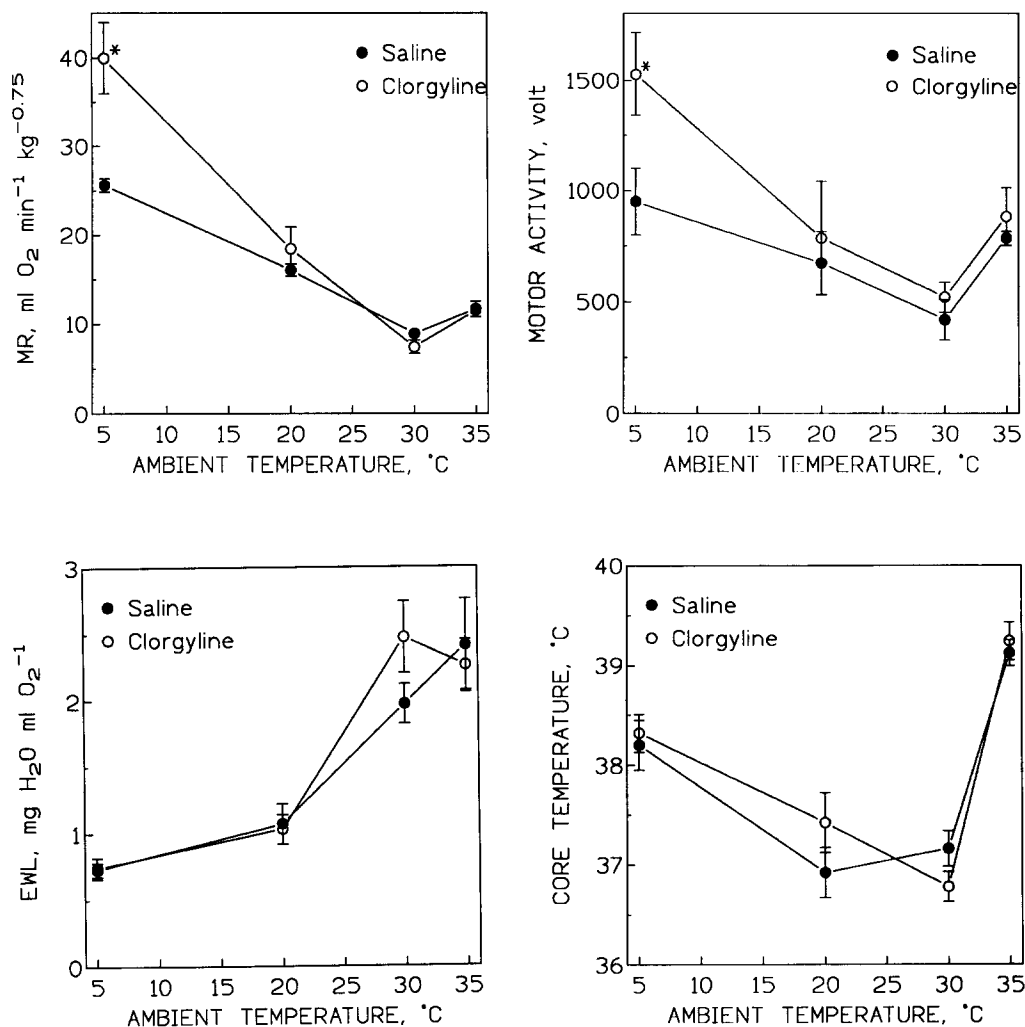 MR, ml O₂ min⁻¹ kg⁻⁰·⁷⁵
40
30
20
10
0
*
Saline
Clorgyline
5 10 15 20 25 30 35
AMBIENT TEMPERATURE, °C
MOTOR ACTIVITY, volt
1500
1000
500
0
*
Saline
Clorgyline
5 10 15 20 25 30 35
AMBIENT TEMPERATURE, °C
EWL, mg H₂O ml O₂⁻¹
3
2
1
0
Saline
Clorgyline
5 10 15 20 25 30 35
AMBIENT TEMPERATURE, °C
CORE TEMPERATURE, °C
40
39
38
37
36
Saline
Clorgyline
5 10 15 20 25 30 35
AMBIENT TEMPERATURE, °C